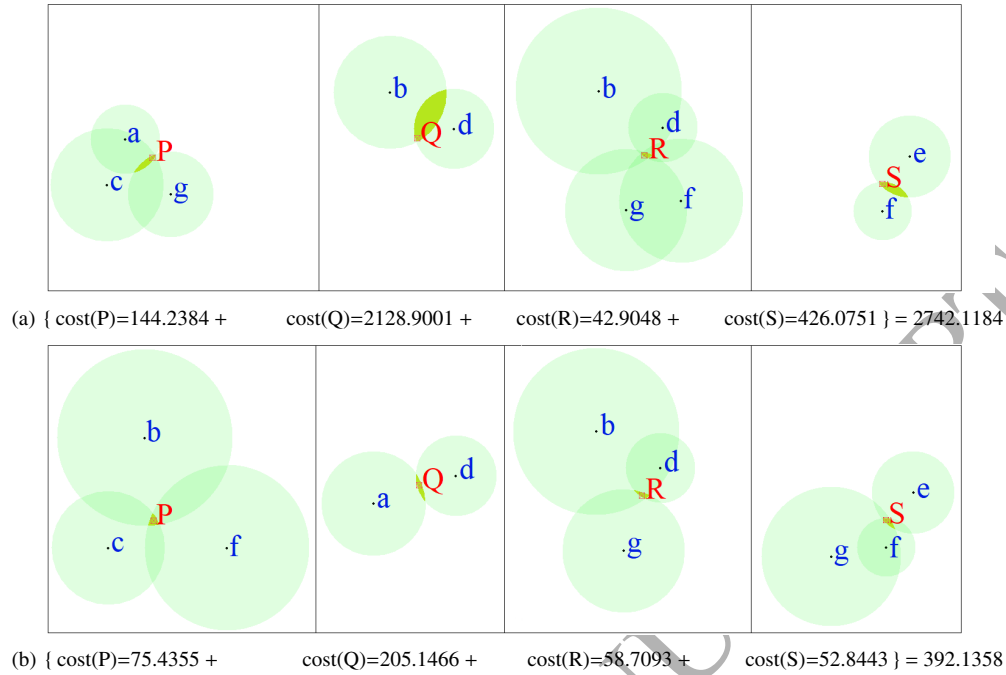 a P c g
b Q d
b d R g f
e S f
(a) { cost(P)=144.2384 + cost(Q)=2128.9001 + cost(R)=42.9048 + cost(S)=426.0751 } = 2742.1184
b P c f
a Q d
b d R g
e S f g
(b) { cost(P)=75.4355 + cost(Q)=205.1466 + cost(R)=58.7093 + cost(S)=52.8443 } = 392.1358